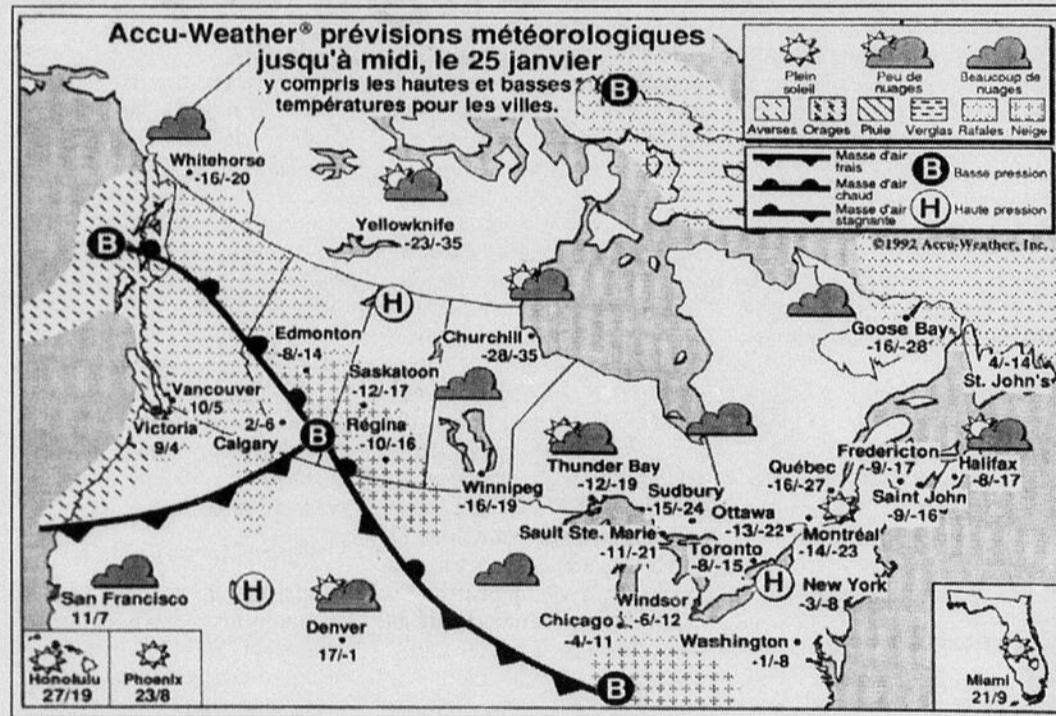 Accu-Weather® prévisions météorologiques
jusqu'à midi, le 25 janvier
y compris les hautes et basses
températures pour les villes.
Plein
soleil
Peu de
nuages
Beaucoup de
nuages
Averses
Orages
Pluie
Verglas
Rafales
Neige
Masse d'air
frais
Masse d'air
chaud
Masse d'air
stagnante
B
Basse pression
H
Haute pression
©1992 Accu-Weather, Inc.
B
Whitehorse
-16/-20
Yellowknife
-23/-35
B
H
Edmonton
-8/-14
Churchill
-28/-35
Goose Bay
-16/-28
4/-14
St. John's
Saskatoon
-12/-17
Vancouver
10/5
Victoria
9/4
2/-6
Calgary
B
Régina
-10/-16
Winnipeg
-16/-19
Thunder Bay
-12/-19
Sudbury
-15/-24
Sault Ste. Marie
-11/-21
Ottawa
-13/-22
Toronto
-8/-15
Québec
-16/-27
Fredericton
-9/-17
Halifax
-8/-17
Saint John
-9/-16
Montréal
-14/-23
H
New York
-3/-8
Windsor
-6/-12
Chicago
-4/-11
Washington
-1/-8
San Francisco
11/7
H
Denver
17/-1
B
Honolulu
27/19
Phoenix
23/8
Miami
21/9